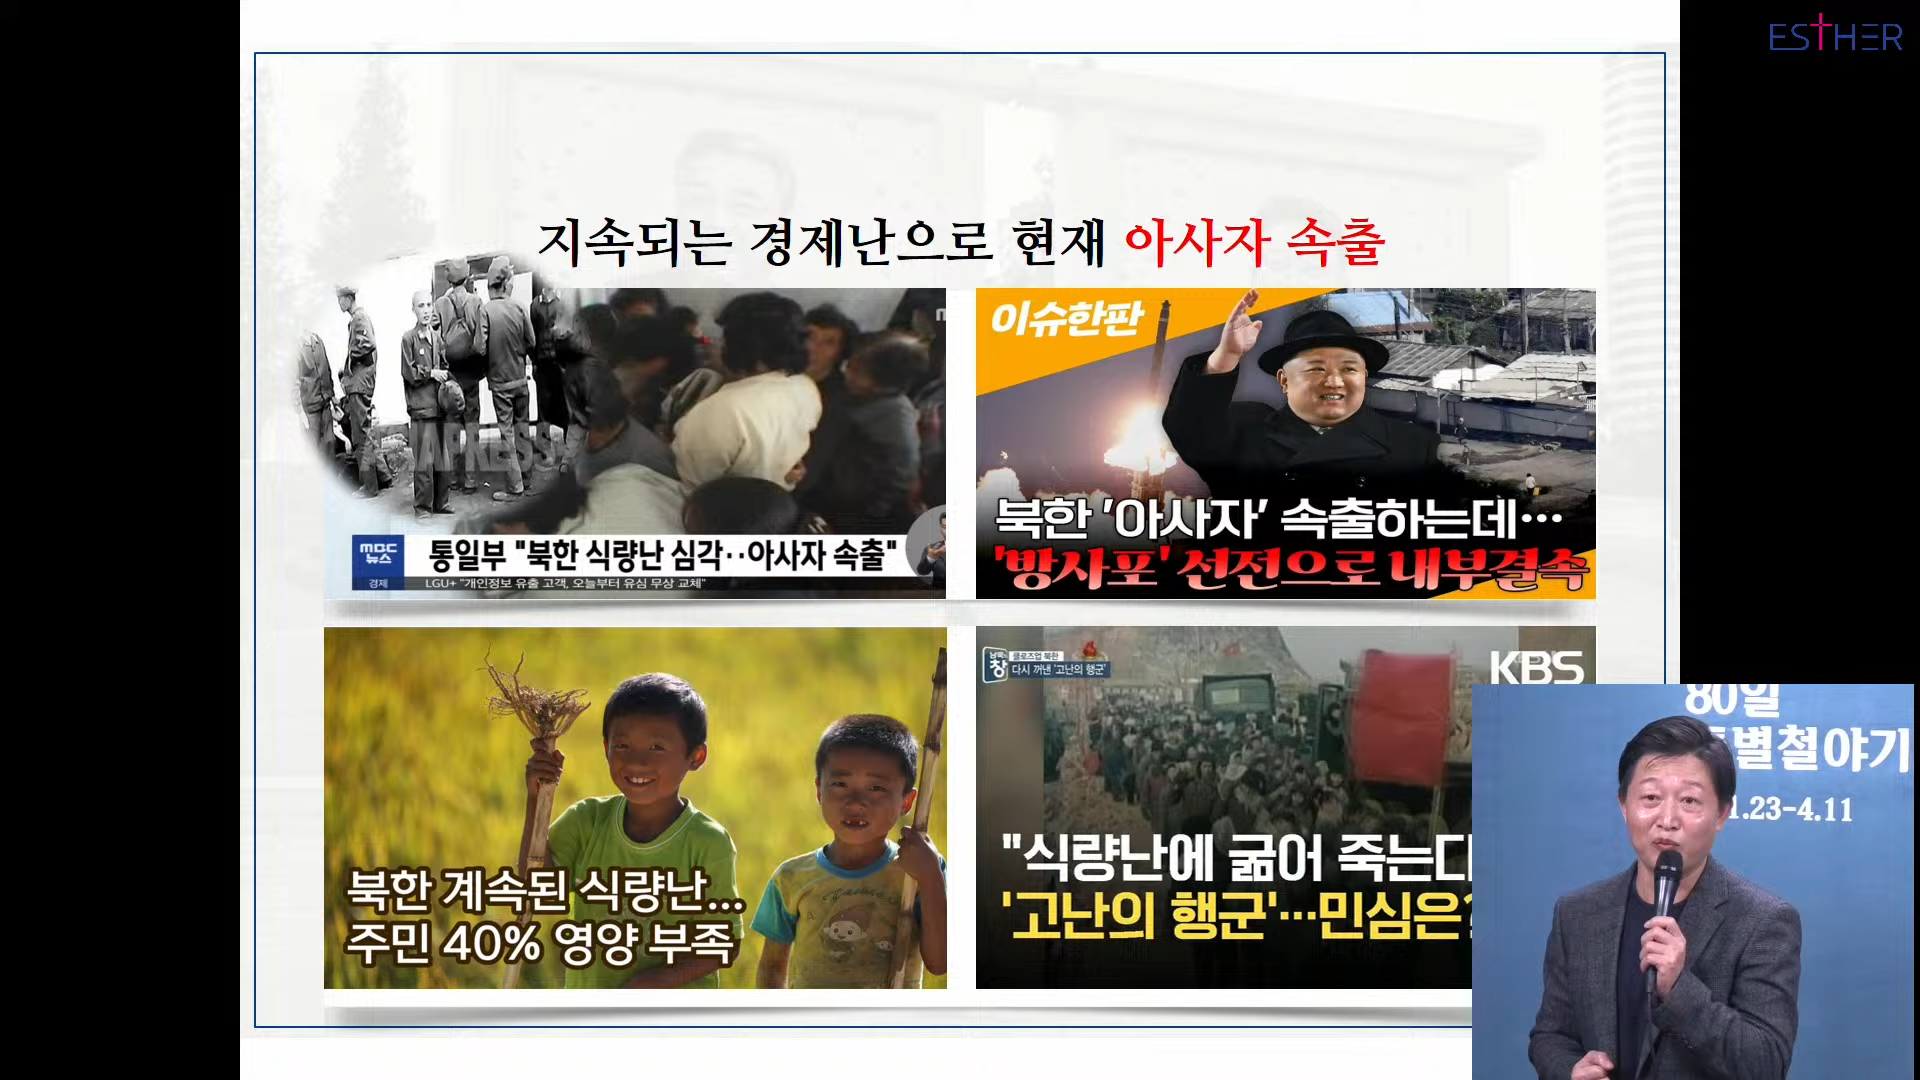 ESTHER
지속되는 경제난으로 현재 아사자 속출
MBC
뉴스
통일부 "북한 식량난 심각··아사자 속출"
경제
LGU+ "개인정보 유출 고객, 오늘부터 유심 무상 교체"
이슈한판
북한 '아사자' 속출하는데…
'방사포' 선전으로 내부결속
북한 계속된 식량난...
주민 40% 영양 부족
창
클로즈업 북한
다시 꺼낸 '고난의 행군'
KBS
"식량난에 굶어 죽는다
'고난의 행군'…민심은?
80일
별철야기
1.23-4.11